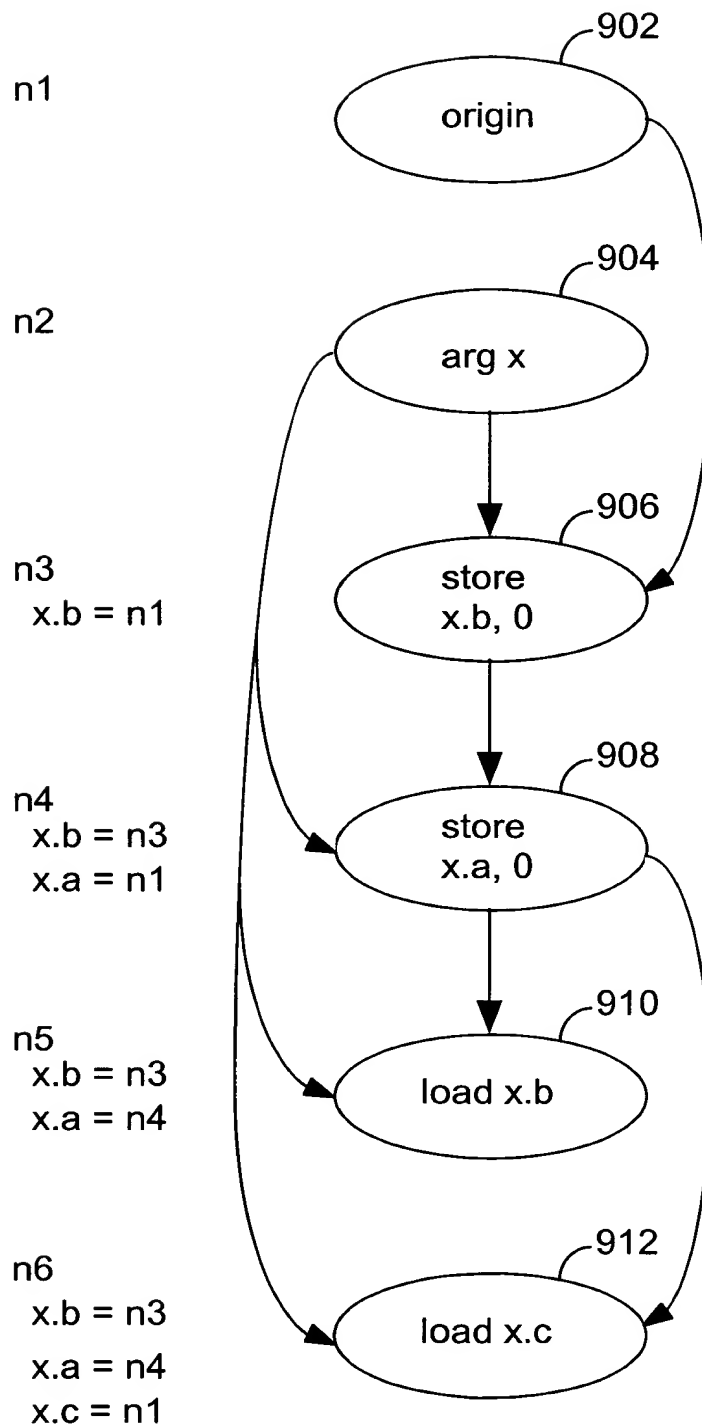 902
n1
origin
904
n2
arg x
906
n3
store
x.b = n1
x.b, 0
908
n4
store
x.b = n3
x.a, 0
x.a = n1
910
n5
x.b = n3
load x.b
x.a = n4
912
n6
x.b = n3
load x.c
x.a = n4
x.c = n1